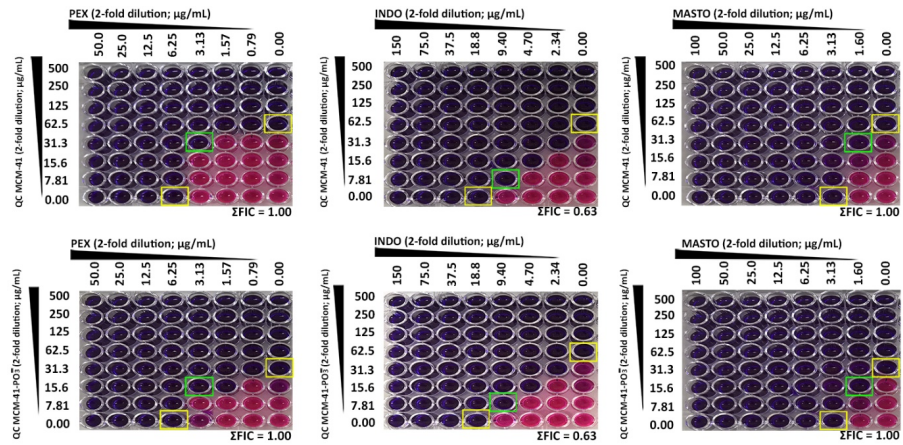 PEX (2-fold dilution; µg/mL)
50.0 25.0 12.5 6.25 3.13 1.57 0.79 0.00
QC MCM-41 (2-fold dilution; µg/mL)
500
250
125
62.5
31.3
15.6
7.81
0.00
ΣFIC = 1.00
INDO (2-fold dilution; µg/mL)
150 75.0 37.5 18.8 9.40 4.70 2.34 0.00
QC MCM-41 (2-fold dilution; µg/mL)
500
250
125
62.5
31.3
15.6
7.81
0.00
ΣFIC = 0.63
MASTO (2-fold dilution; µg/mL)
100 50.0 25.0 12.5 6.25 3.13 1.60 0.00
QC MCM-41 (2-fold dilution; µg/mL)
500
250
125
62.5
31.3
15.6
7.81
0.00
ΣFIC = 1.00
PEX (2-fold dilution; µg/mL)
50.0 25.0 12.5 6.25 3.13 1.57 0.79 0.00
QC MCM-41-PO₃⁻ (2-fold dilution; µg/mL)
500
250
125
62.5
31.3
15.6
7.81
0.00
ΣFIC = 1.00
INDO (2-fold dilution; µg/mL)
150 75.0 37.5 18.8 9.40 4.70 2.34 0.00
QC MCM-41-PO₃⁻ (2-fold dilution; µg/mL)
500
250
125
62.5
31.3
15.6
7.81
0.00
ΣFIC = 0.63
MASTO (2-fold dilution; µg/mL)
100 50.0 25.0 12.5 6.25 3.13 1.60 0.00
QC MCM-41-PO₃⁻ (2-fold dilution; µg/mL)
500
250
125
62.5
31.3
15.6
7.81
0.00
ΣFIC = 1.00